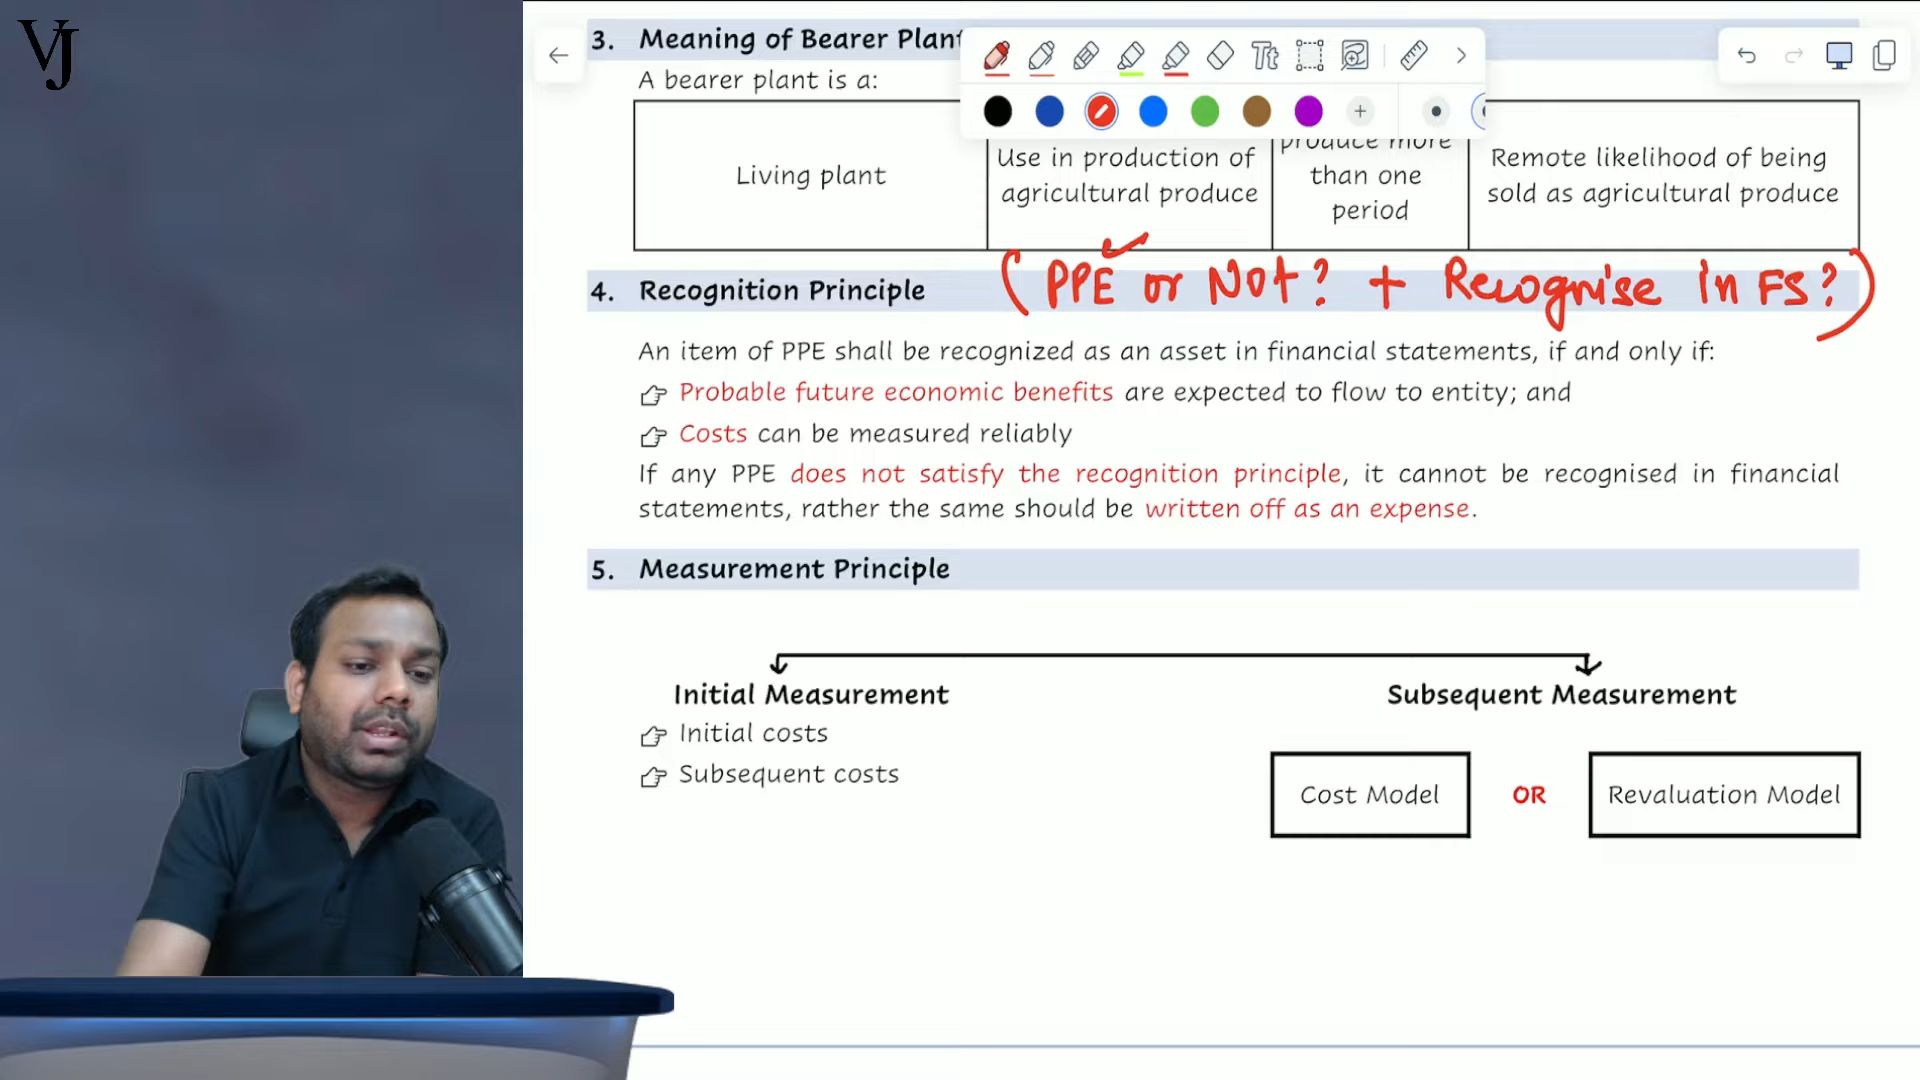 VJ
3. Meaning of Bearer Plant
A bearer plant is a:
Living plant
Use in production of
agricultural produce
produce more
than one
period
Remote likelihood of being
sold as agricultural produce
4. Recognition Principle
(PPE or Not? + Recognise in FS?)
An item of PPE shall be recognized as an asset in financial statements, if and only if:
Probable future economic benefits are expected to flow to entity; and
Costs can be measured reliably
If any PPE does not satisfy the recognition principle, it cannot be recognised in financial
statements, rather the same should be written off as an expense.
5. Measurement Principle
Initial Measurement
Initial costs
Subsequent costs
Subsequent Measurement
Cost Model
OR
Revaluation Model
Tt